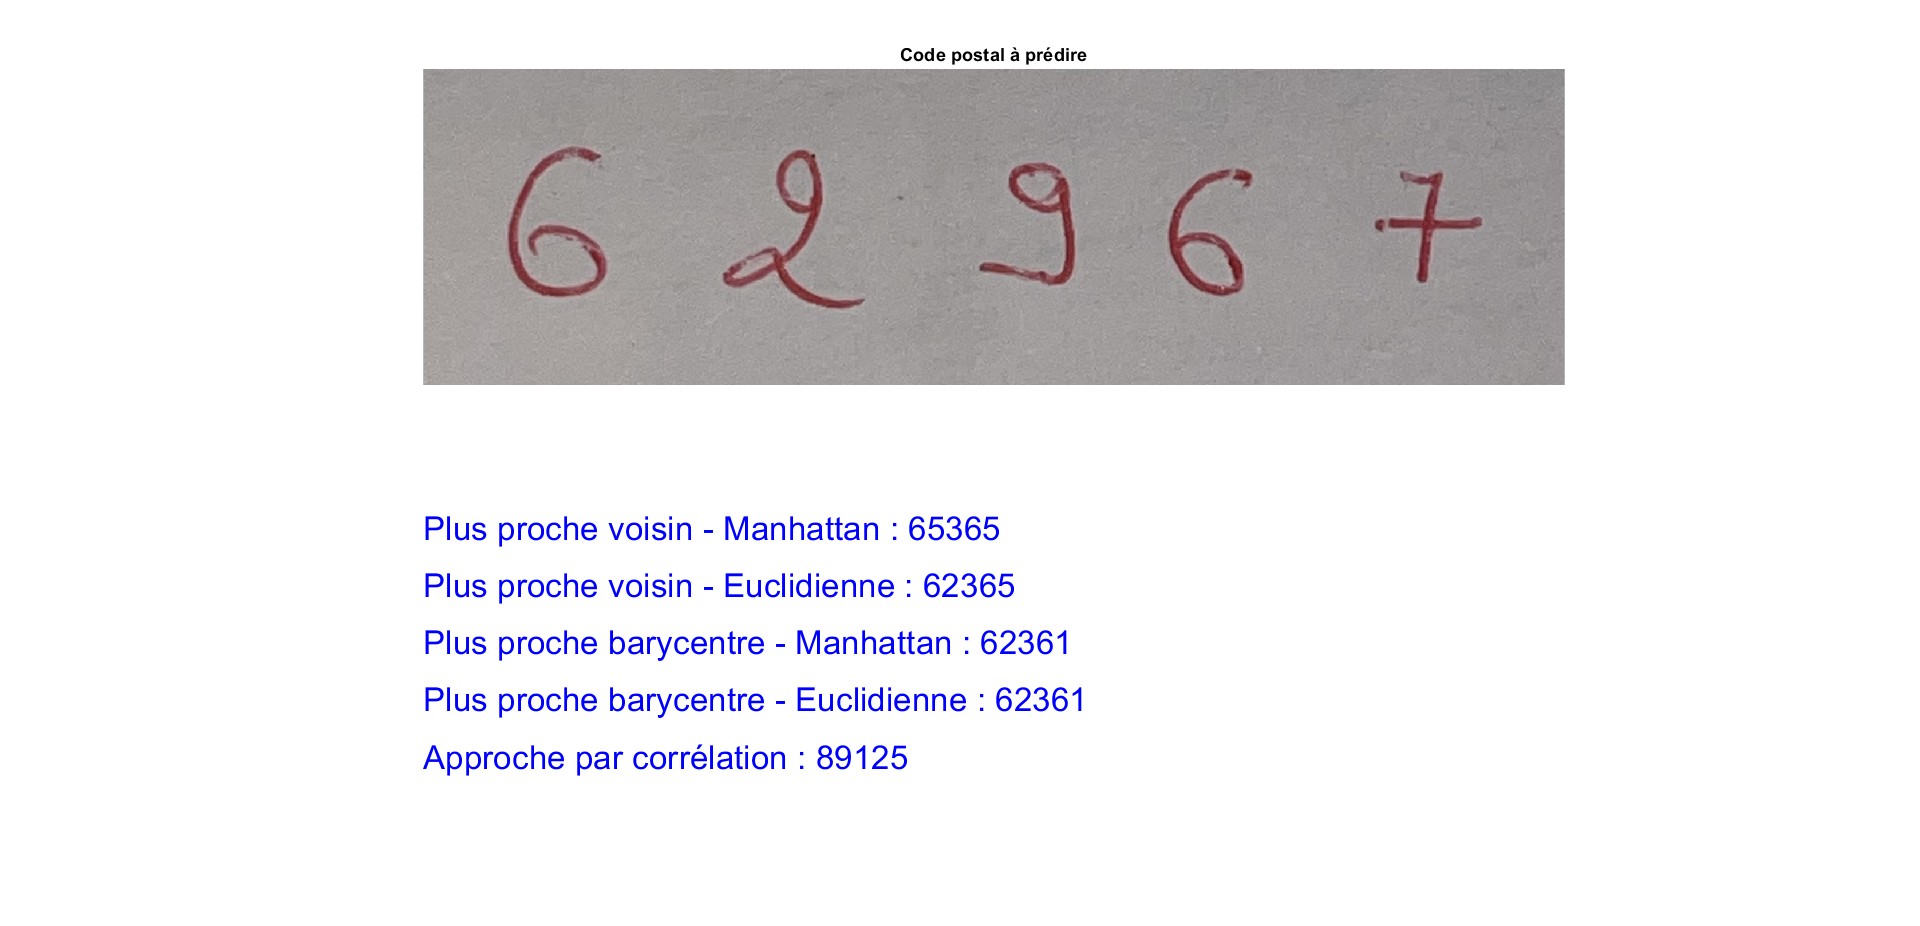 Code postal à prédire
6 2 9 6 7
Plus proche voisin - Manhattan : 65365
Plus proche voisin - Euclidienne : 62365
Plus proche barycentre - Manhattan : 62361
Plus proche barycentre - Euclidienne : 62361
Approche par corrélation : 89125